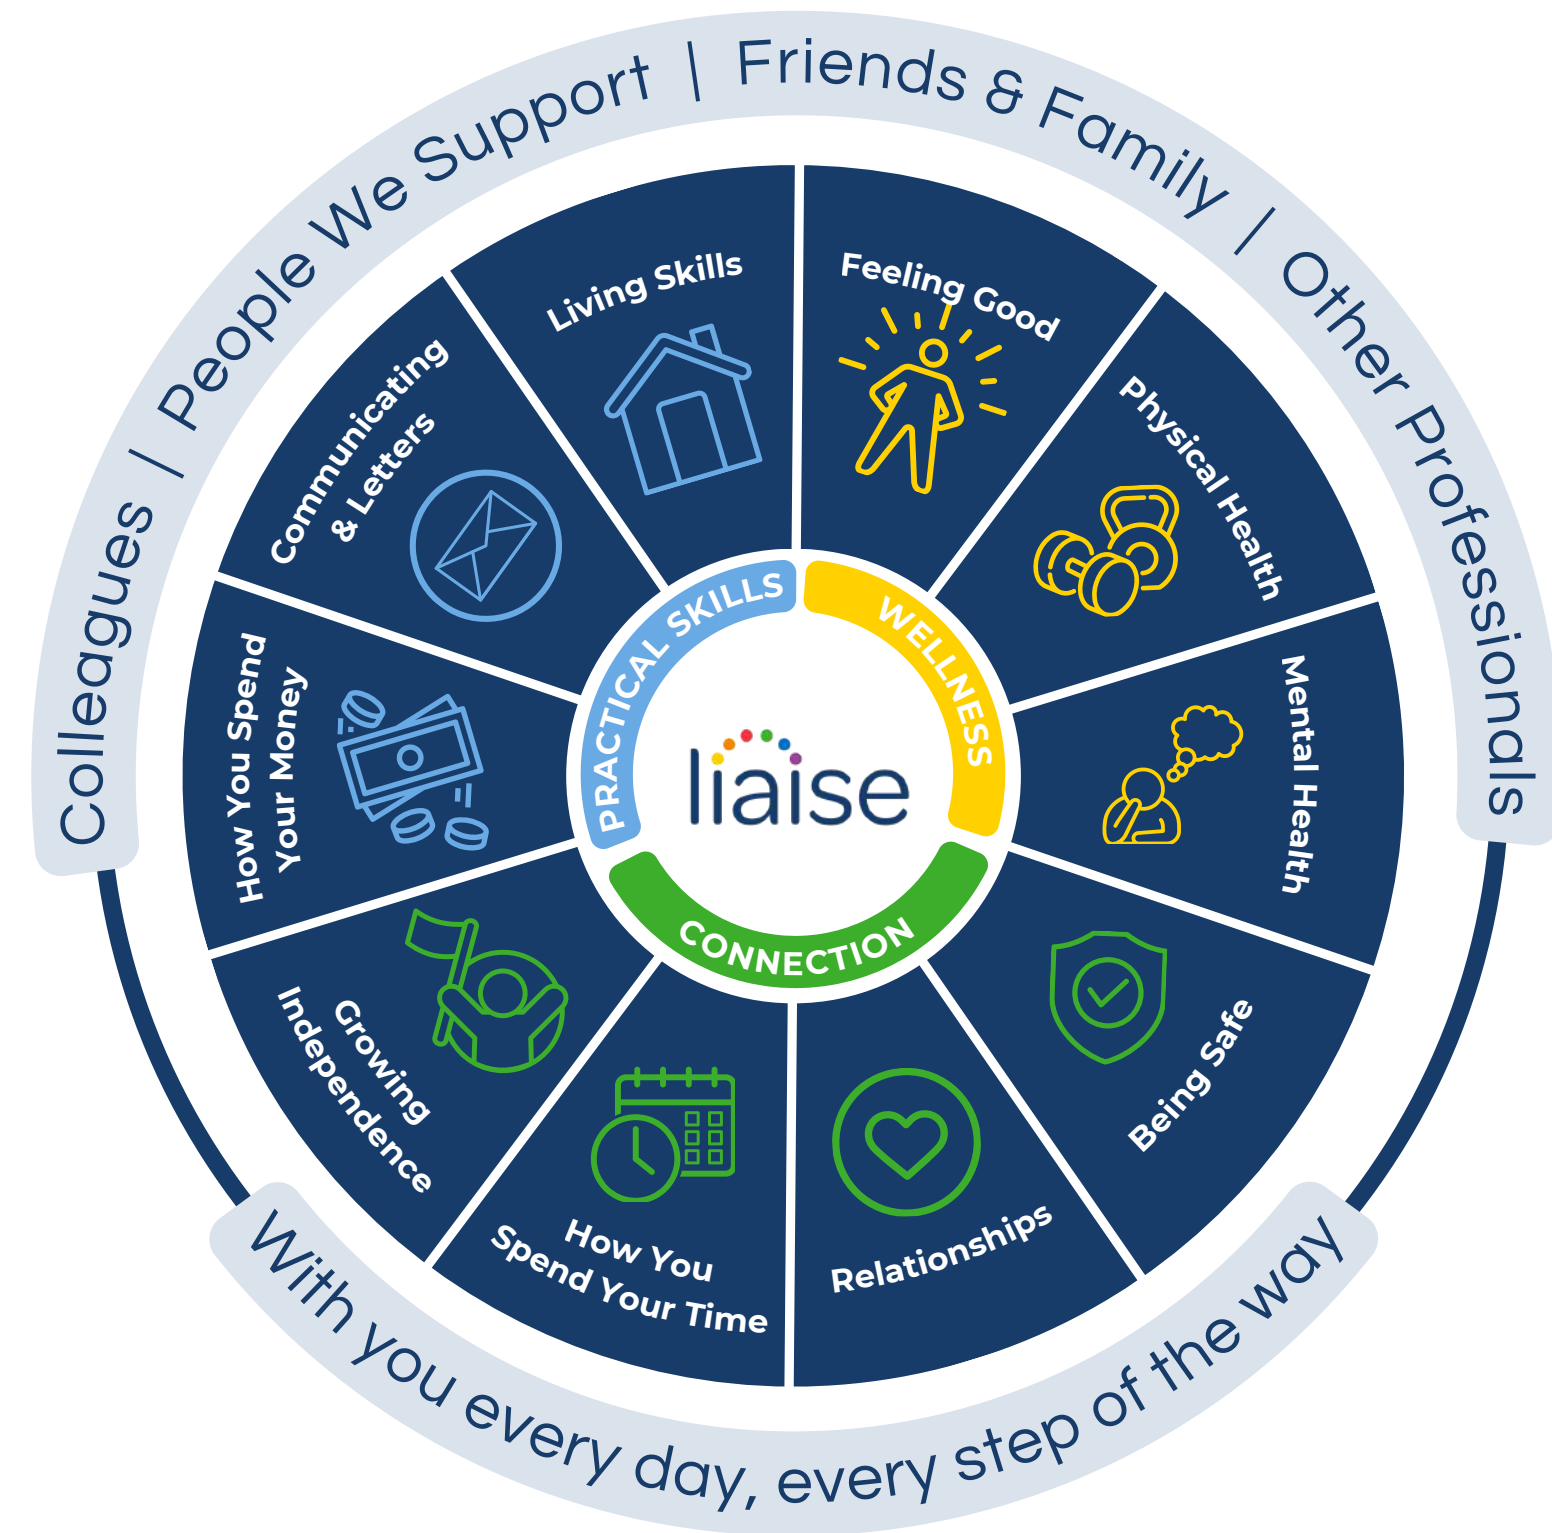 Colleagues | People We Support | Friends & Family | Other Professionals
Living Skills
Feeling Good
Physical Health
Mental Health
Being Safe
Relationships
How You
Spend Your Time
Growing
Independence
How You Spend
Your Money
Communicating
& Letters
PRACTICAL SKILLS
WELLNESS
CONNECTION
liaise
With you every day, every step of the way